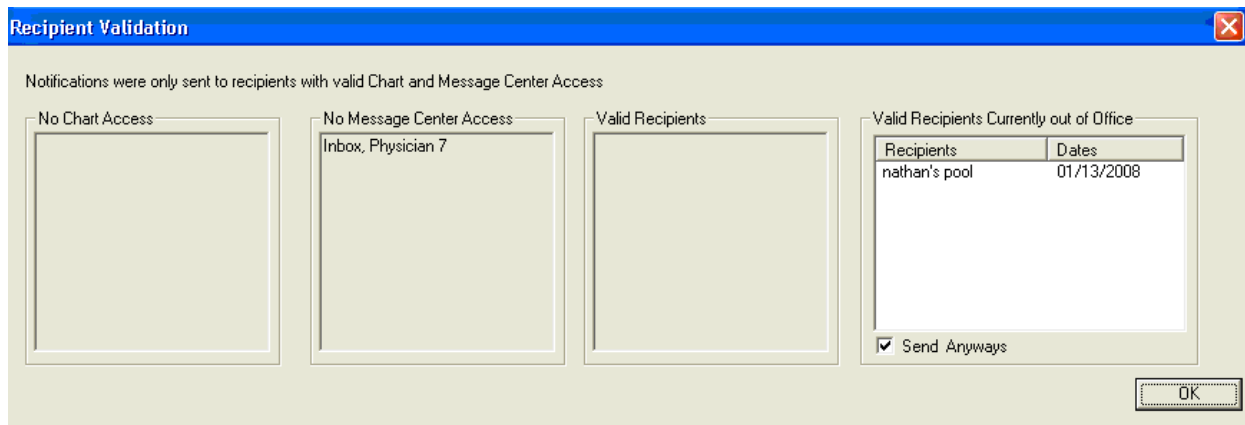 Recipient Validation
Notifications were only sent to recipients with valid Chart and Message Center Access
No Chart Access
No Message Center Access
Inbox, Physician 7
Valid Recipients
Valid Recipients Currently out of Office
Recipients Dates
nathan's pool 01/13/2008
Send Anyways
OK